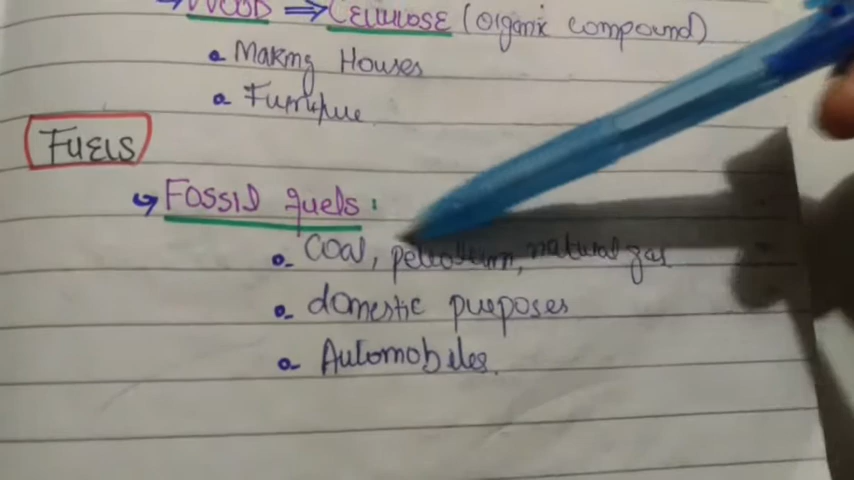 WOOD ⇒ CELLULOSE (organic compound)
Making Houses
Furniture
FUELS
Fossil fuels :
Coal, petroleum, natural gas
domestic purposes
Automobiles.